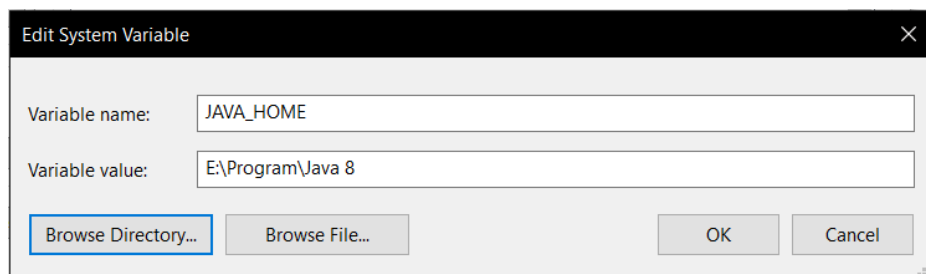 Edit System Variable
Variable name: JAVA_HOME
Variable value: E:\Program\Java 8
Browse Directory... Browse File... OK Cancel